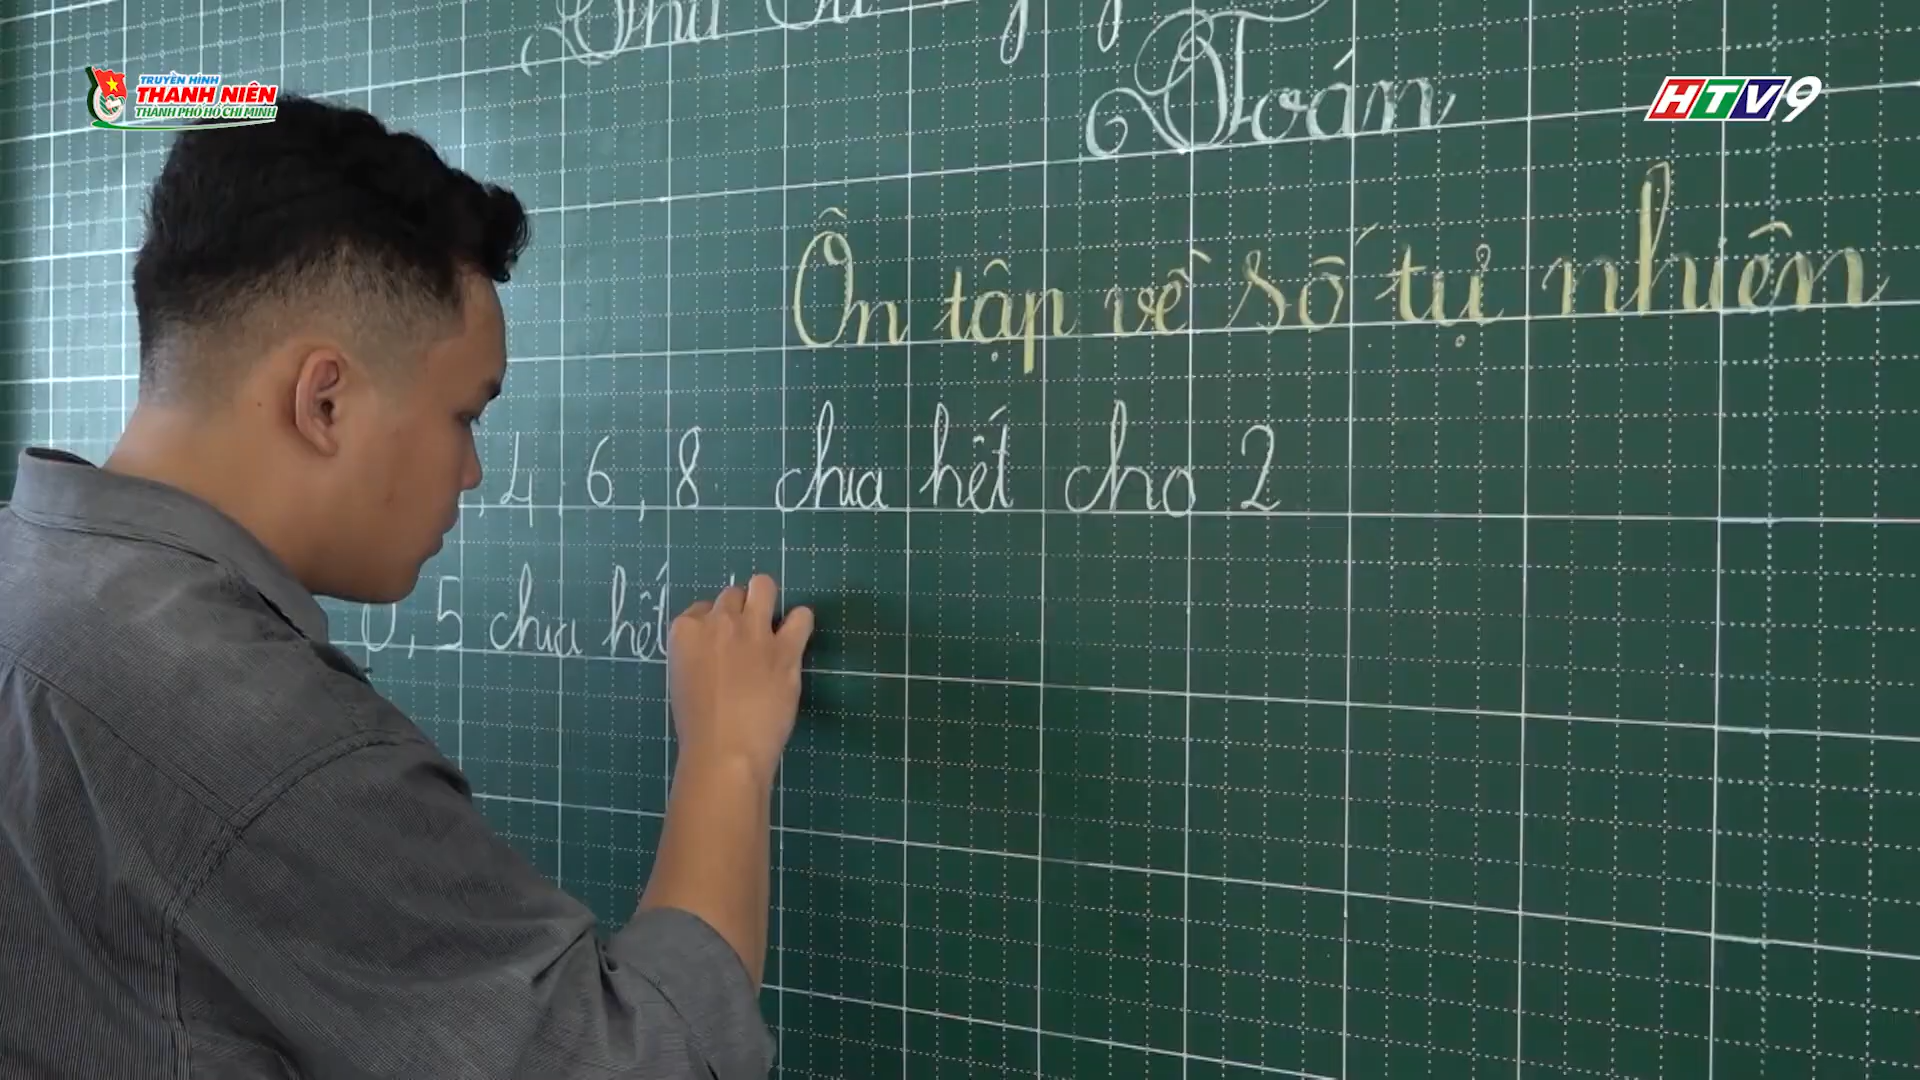 Thứ
TRUYỀN HÌNH
THANH NIÊN
THÀNH PHỐ HỒ CHÍ MINH
HTV9
Toán
Ôn tập về số tự nhiên
, 4, 6, 8 chia hết cho 2
0, 5 chia hết